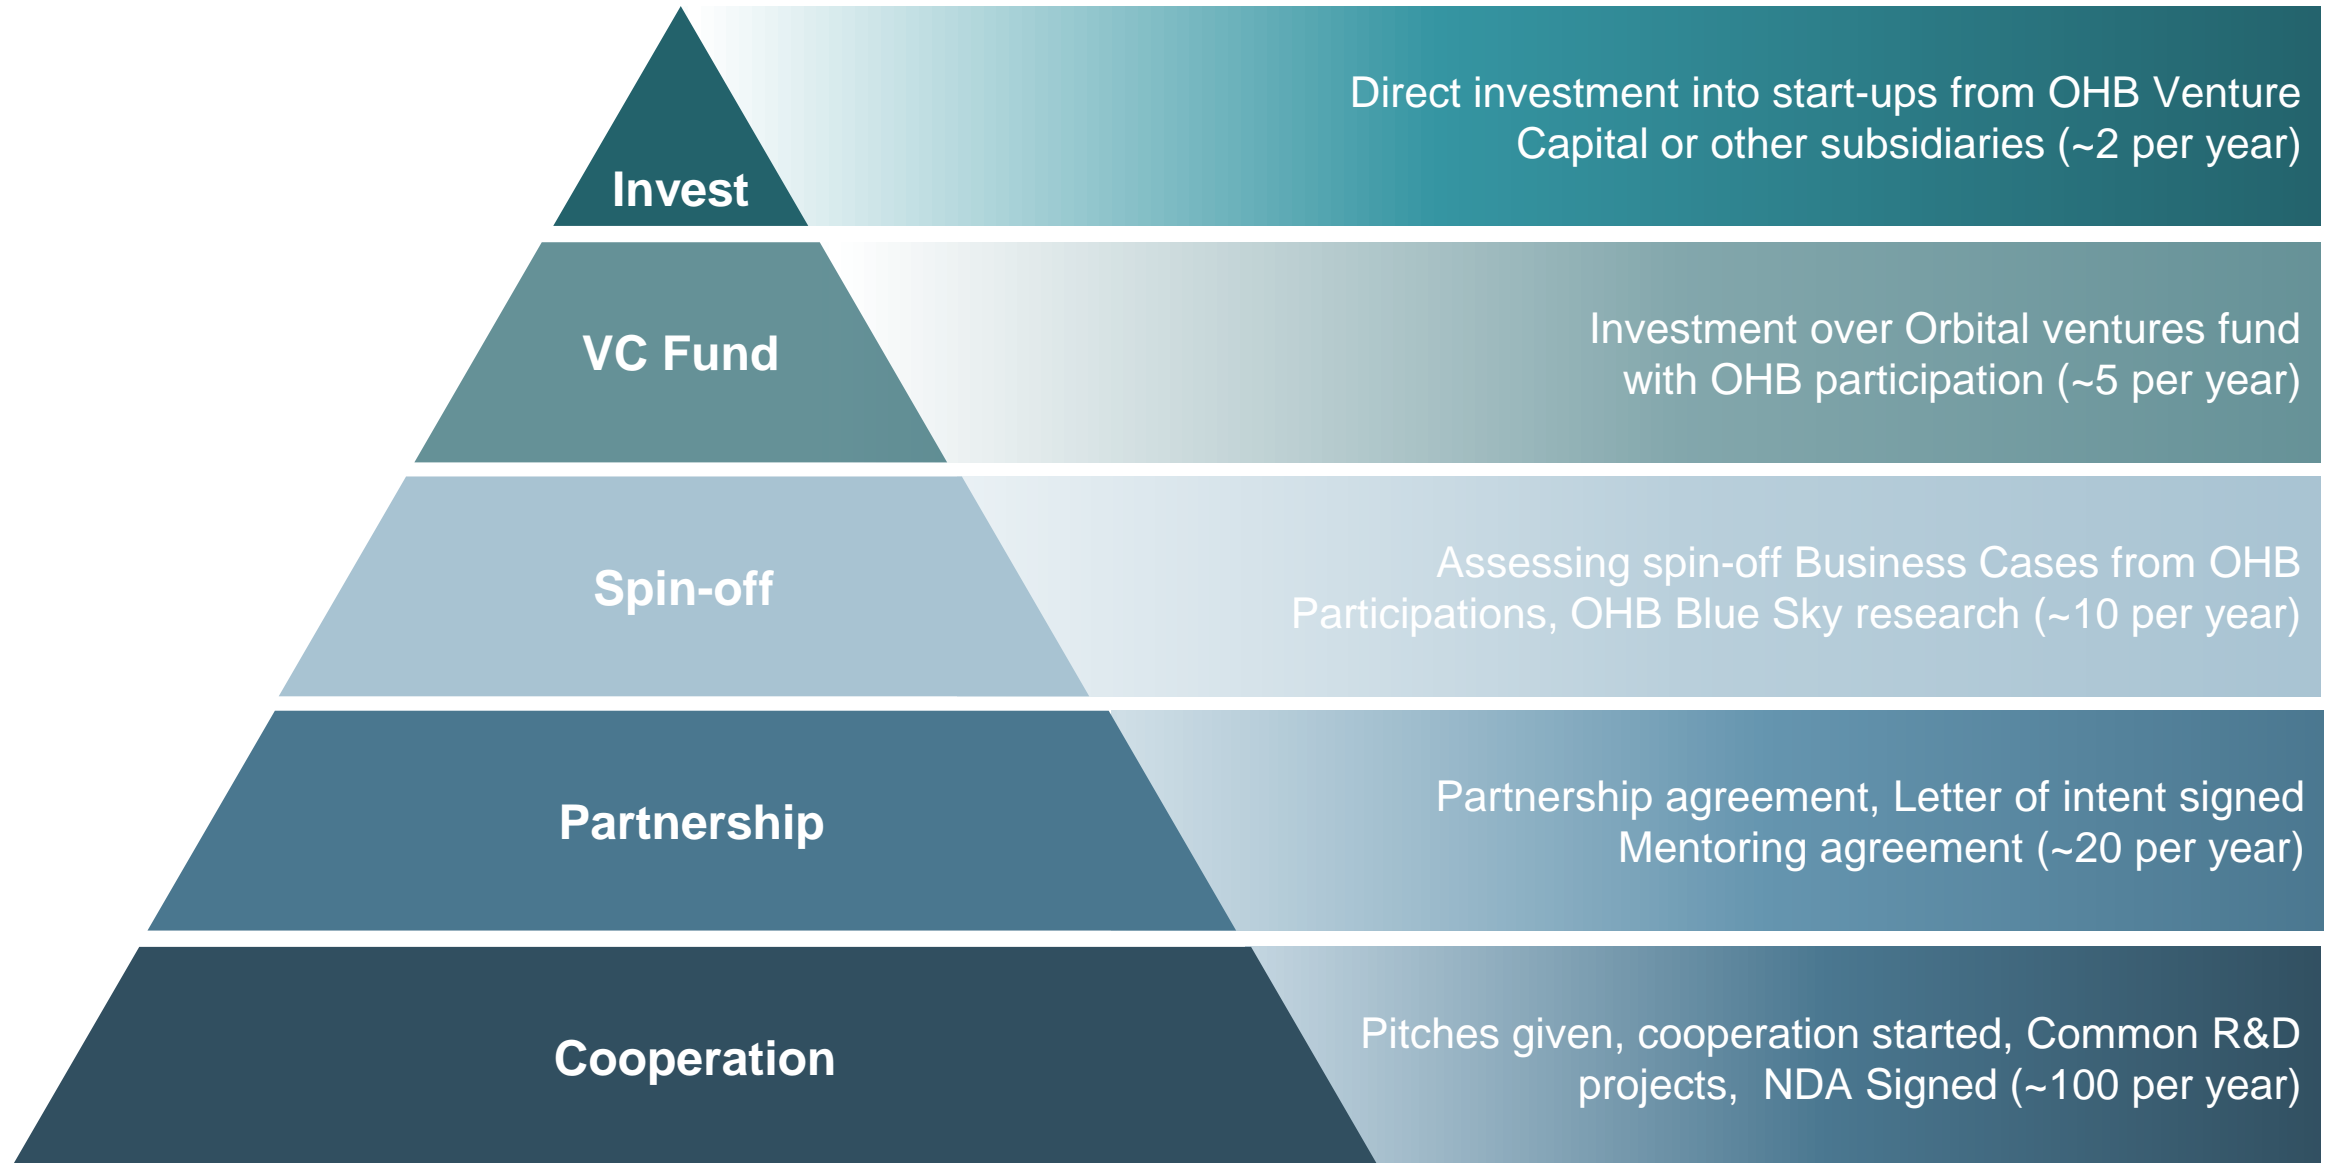 Direct investment into start-ups from OHB Venture
Capital or other subsidiaries (~2 per year)
Invest
Investment over Orbital ventures fund
with OHB participation (~5 per year)
VC Fund
Assessing spin-off Business Cases from OHB
Participations, OHB Blue Sky research (~10 per year)
Spin-off
Partnership agreement, Letter of intent signed
Mentoring agreement (~20 per year)
Partnership
Pitches given, cooperation started, Common R&D
projects,  NDA Signed (~100 per year)
Cooperation